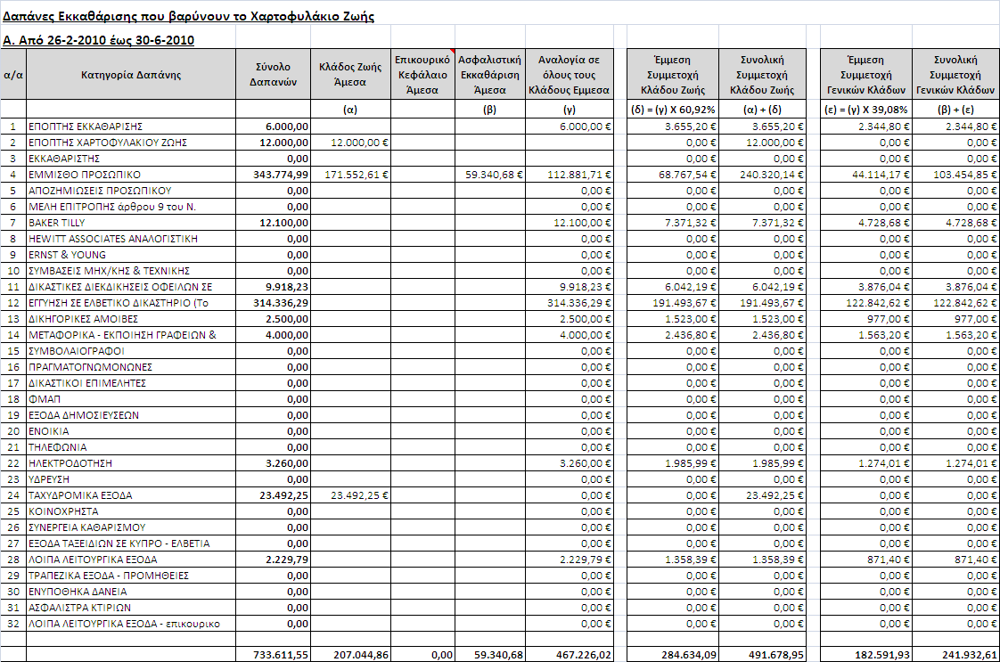 Δαπάνες Εκκαθάρισης που βαρύνουν το Χαρτοφυλάκιο Ζωής
Α. Από 26-2-2010 έως 30-6-2010
α/α Κατηγορία Δαπάνης Σύνολο Δαπανών Κλάδος Ζωής Άμεσα Επικουρικό Κεφάλαιο Άμεσα Ασφαλιστική Εκκαθάριση Άμεσα Αναλογία σε όλους τους Κλάδους Εμμεσα Έμμεση Συμμετοχή Κλάδου Ζωής Συνολική Συμμετοχή Κλάδου Ζωής Έμμεση Συμμετοχή Γενικών Κλάδων Συνολική Συμμετοχή Γενικών Κλάδων
(α) (β) (γ) (δ) = (γ) Χ 60,92% (α) + (δ) (ε) = (γ) Χ 39,08% (β) + (ε)
1 ΕΠΟΠΤΗΣ ΕΚΚΑΘΑΡΙΣΗΣ 6.000,00 6.000,00 € 3.655,20 € 3.655,20 € 2.344,80 € 2.344,80 €
2 ΕΠΟΠΤΗΣ ΧΑΡΤΟΦΥΛΑΚΙΟΥ ΖΩΗΣ 12.000,00 12.000,00 € 0,00 € 12.000,00 € 0,00 € 0,00 €
3 ΕΚΚΑΘΑΡΙΣΤΗΣ 0,00 0,00 € 0,00 € 0,00 € 0,00 €
4 ΕΜΜΙΣΘΟ ΠΡΟΣΩΠΙΚΟ 343.774,99 171.552,61 € 59.340,68 € 112.881,71 € 68.767,54 € 240.320,14 € 44.114,17 € 103.454,85 €
5 ΑΠΟΖΗΜΙΩΣΕΙΣ ΠΡΟΣΩΠΙΚΟΥ 0,00 0,00 € 0,00 € 0,00 € 0,00 € 0,00 €
6 ΜΕΛΗ ΕΠΙΤΡΟΠΗΣ άρθρου 9 του Ν. 0,00 0,00 € 0,00 € 0,00 € 0,00 € 0,00 €
7 BAKER TILLY 12.100,00 12.100,00 € 7.371,32 € 7.371,32 € 4.728,68 € 4.728,68 €
8 HEWITT ASSOCIATES ΑΝΑΛΟΓΙΣΤΙΚΗ 0,00 0,00 € 0,00 € 0,00 € 0,00 € 0,00 €
9 ERNST & YOUNG 0,00 0,00 € 0,00 € 0,00 € 0,00 € 0,00 €
10 ΣΥΜΒΑΣΕΙΣ ΜΗΧ/ΚΗΣ & ΤΕΧΝΙΚΗΣ 0,00 0,00 € 0,00 € 0,00 € 0,00 € 0,00 €
11 ΔΙΚΑΣΤΙΚΕΣ ΔΙΕΚΔΙΚΗΣΕΙΣ ΟΦΕΙΛΩΝ ΣΕ 9.918,23 9.918,23 € 6.042,19 € 6.042,19 € 3.876,04 € 3.876,04 €
12 ΕΓΓΥΗΣΗ ΣΕ ΕΛΒΕΤΙΚΟ ΔΙΚΑΣΤΗΡΙΟ (Το 314.336,29 314.336,29 € 191.493,67 € 191.493,67 € 122.842,62 € 122.842,62 €
13 ΔΙΚΗΓΟΡΙΚΕΣ ΑΜΟΙΒΕΣ 2.500,00 2.500,00 € 1.523,00 € 1.523,00 € 977,00 € 977,00 €
14 ΜΕΤΑΦΟΡΙΚΑ - ΕΚΠΟΙΗΣΗ ΓΡΑΦΕΙΩΝ & 4.000,00 4.000,00 € 2.436,80 € 2.436,80 € 1.563,20 € 1.563,20 €
15 ΣΥΜΒΟΛΑΙΟΓΡΑΦΟΙ 0,00 0,00 € 0,00 € 0,00 € 0,00 € 0,00 €
16 ΠΡΑΓΜΑΤΟΓΝΩΜΟΝΩΝΕΣ 0,00 0,00 € 0,00 € 0,00 € 0,00 € 0,00 €
17 ΔΙΚΑΣΤΙΚΟΙ ΕΠΙΜΕΛΗΤΕΣ 0,00 0,00 € 0,00 € 0,00 € 0,00 € 0,00 €
18 ΦΜΑΠ 0,00 0,00 € 0,00 € 0,00 € 0,00 € 0,00 €
19 ΕΞΟΔΑ ΔΗΜΟΣΙΕΥΣΕΩΝ 0,00 0,00 € 0,00 € 0,00 € 0,00 € 0,00 €
20 ΕΝΟΙΚΙΑ 0,00 0,00 € 0,00 € 0,00 € 0,00 € 0,00 €
21 ΤΗΛΕΦΩΝΙΑ 0,00 0,00 € 0,00 € 0,00 € 0,00 € 0,00 €
22 ΗΛΕΚΤΡΟΔΟΤΗΣΗ 3.260,00 3.260,00 € 1.985,99 € 1.985,99 € 1.274,01 € 1.274,01 €
23 ΥΔΡΕΥΣΗ 0,00 0,00 € 0,00 € 0,00 € 0,00 € 0,00 €
24 ΤΑΧΥΔΡΟΜΙΚΑ ΕΞΟΔΑ 23.492,25 23.492,25 € 0,00 € 0,00 € 23.492,25 € 0,00 € 0,00 €
25 ΚΟΙΝΟΧΡΗΣΤΑ 0,00 0,00 € 0,00 € 0,00 € 0,00 € 0,00 €
26 ΣΥΝΕΡΓΕΙΑ ΚΑΘΑΡΙΣΜΟΥ 0,00 0,00 € 0,00 € 0,00 € 0,00 € 0,00 €
27 ΕΞΟΔΑ ΤΑΞΕΙΔΙΩΝ ΣΕ ΚΥΠΡΟ - ΕΛΒΕΤΙΑ 0,00 0,00 € 0,00 € 0,00 € 0,00 € 0,00 €
28 ΛΟΙΠΑ ΛΕΙΤΟΥΡΓΙΚΑ ΕΞΟΔΑ 2.229,79 2.229,79 € 1.358,39 € 1.358,39 € 871,40 € 871,40 €
29 ΤΡΑΠΕΖΙΚΑ ΕΞΟΔΑ - ΠΡΟΜΗΘΕΙΕΣ 0,00 0,00 € 0,00 € 0,00 € 0,00 € 0,00 €
30 ΕΝΥΠΟΘΗΚΑ ΔΑΝΕΙΑ 0,00 0,00 € 0,00 € 0,00 € 0,00 € 0,00 €
31 ΑΣΦΑΛΙΣΤΡΑ ΚΤΙΡΙΩΝ 0,00 0,00 € 0,00 € 0,00 € 0,00 € 0,00 €
32 ΛΟΙΠΑ ΛΕΙΤΟΥΡΓΙΚΑ ΕΞΟΔΑ - επικουρικο 0,00 0,00 € 0,00 € 0,00 € 0,00 € 0,00 €
733.611,55 207.044,86 0,00 59.340,68 467.226,02 284.634,09 491.678,95 182.591,93 241.932,61